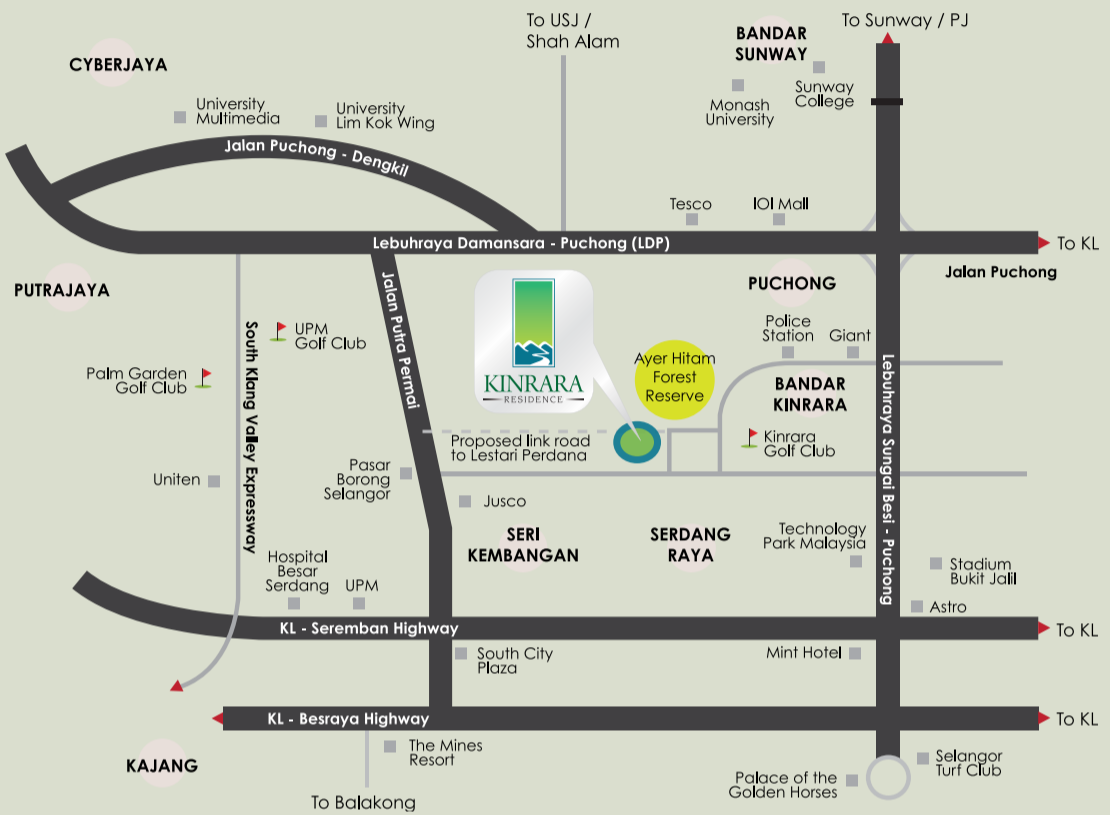 To USJ /
Shah Alam
To Sunway / PJ
BANDAR
SUNWAY
CYBERJAYA
University
Multimedia
University
Lim Kok Wing
Monash
University
Sunway
College
Jalan Puchong - Dengkil
Tesco
IOI Mall
Lebuhraya Damansara - Puchong (LDP)
To KL
Jalan Puchong
PUTRAJAYA
PUCHONG
South Klang Valley Expressway
UPM
Golf Club
Palm Garden
Golf Club
Jalan Putra Permai
KINRARA
RESIDENCE
Ayer Hitam
Forest
Reserve
Police
Station
Giant
BANDAR
KINRARA
Lebuhraya Sungai Besi - Puchong
Proposed link road
to Lestari Perdana
Kinrara
Golf Club
Uniten
Pasar
Borong
Selangor
Jusco
SERI
KEMBANGAN
SERDANG
RAYA
Technology
Park Malaysia
Stadium
Bukit Jalil
Hospital
Besar
Serdang
UPM
Astro
KL - Seremban Highway
To KL
South City
Plaza
Mint Hotel
KL - Besraya Highway
To KL
KAJANG
The Mines
Resort
To Balakong
Palace of the
Golden Horses
Selangor
Turf Club